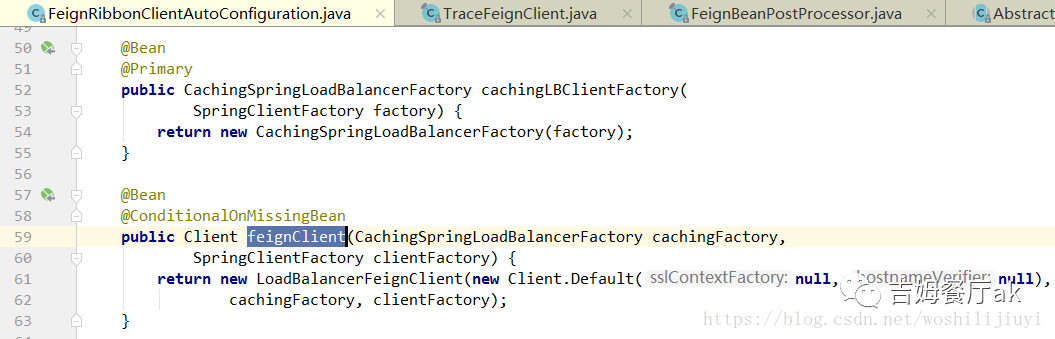 FeignRibbonClientAutoConfiguration.java × TraceFeignClient.java × FeignBeanPostProcessor.java × Abstract
49
50 @Bean
51 @Primary
52 public CachingSpringLoadBalancerFactory cachingLBClientFactory(
53 SpringClientFactory factory) {
54 return new CachingSpringLoadBalancerFactory(factory);
55 }
56
57 @Bean
58 @ConditionalOnMissingBean
59 public Client feignClient(CachingSpringLoadBalancerFactory cachingFactory,
60 SpringClientFactory clientFactory) {
61 return new LoadBalancerFeignClient(new Client.Default( sslContextFactory: null, hostnameVerifier: null),
62 cachingFactory, clientFactory);
63 }
64
吉姆餐厅ak
https://blog.csdn.net/woshilijiuyi